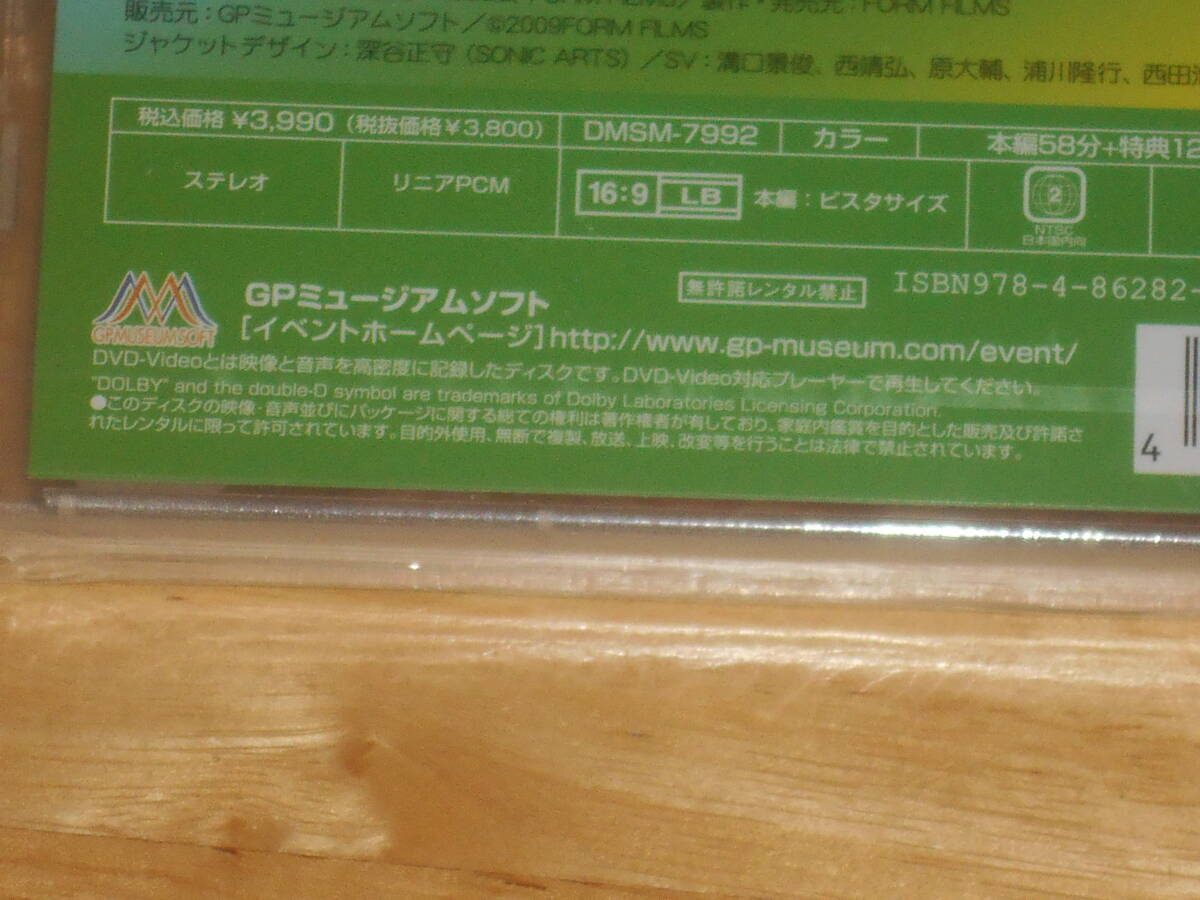 製作・発売元：FORM FILMS
販売元：GPミュージアムソフト／©2009FORM FILMS
ジャケットデザイン：深谷正守（SONIC ARTS）／SV：溝口景俊、西靖弘、原大輔、浦川隆行、西田
税込価格 ¥3,990（税抜価格¥3,800） DMSM-7992 カラー 本編58分+特典12
ステレオ リニアPCM 16:9 LB 本編：ビスタサイズ 2
NTSC
日本国内向
無許諾レンタル禁止 ISBN978-4-86282-
GPMUSEUMSOFT GPミュージアムソフト
[イベントホームページ]http://www.gp-museum.com/event/
DVD-Videoとは映像と音声を高密度に記録したディスクです。DVD-Video対応プレーヤーで再生してください。
"DOLBY" and the double-D symbol are trademarks of Dolby Laboratories Licensing Corporation.
●このディスクの映像・音声並びにパッケージに関する総ての権利は著作権者が有しており、家庭内鑑賞を目的とした販売及び許諾さ
れたレンタルに限って許可されています。目的外使用、無断で複製、放送、上映、改変等を行うことは法律で禁止されています。
4